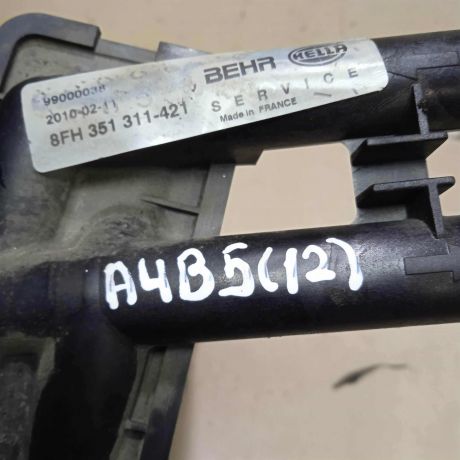 BEHR HELLA
99000038
2010-02-11 SERVICE
8FH 351 311-421 Made in FRANCE
A4B5(12)